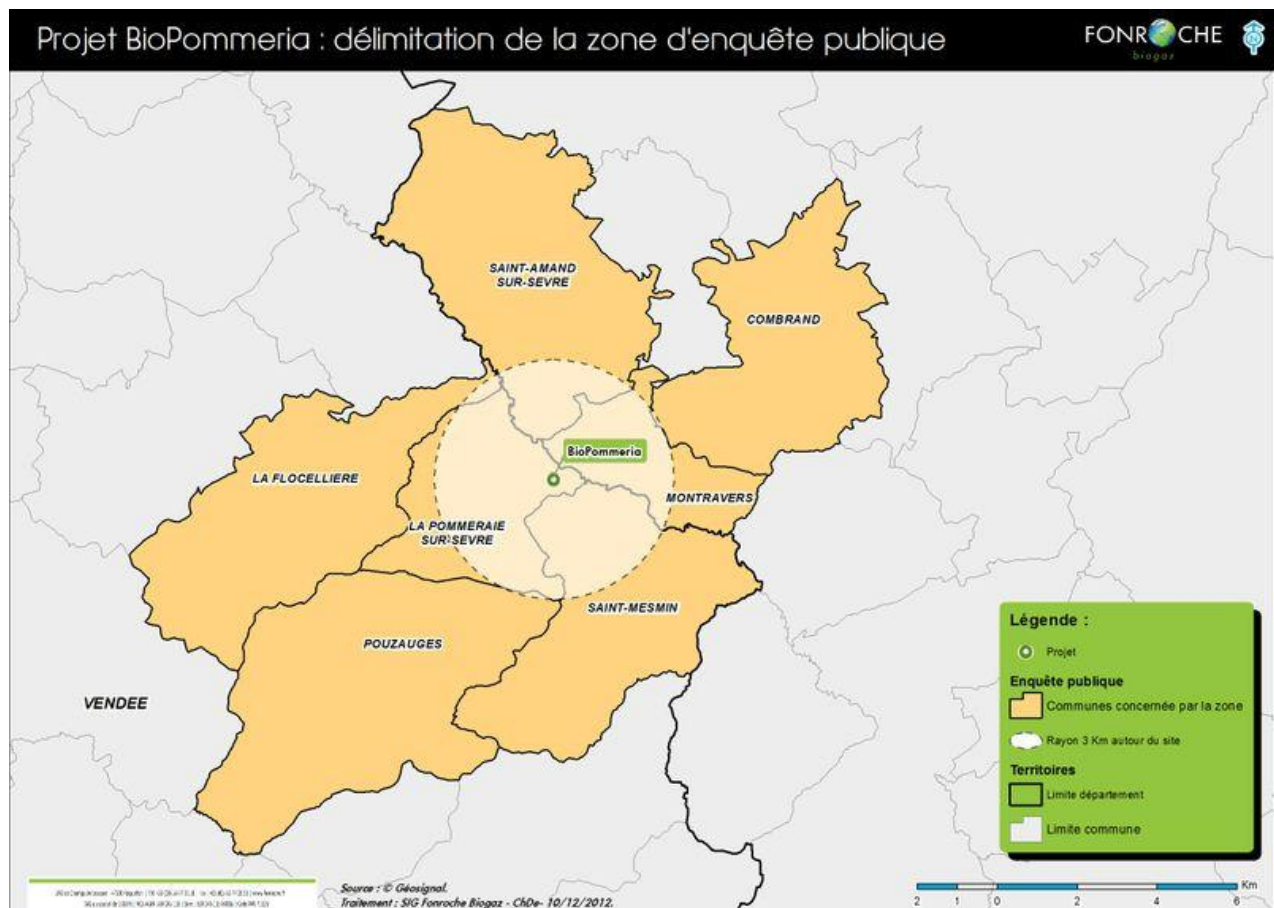 Projet BioPommeria : délimitation de la zone d'enquête publique
FONROCHE
biogaz
SAINT-AMAND
SUR-SEVRE
COMBRAND
BioPommeria
LA FLOCELLIERE
MONTRAVERS
LA POMMERAIE
SUR-SEVRE
SAINT-MESMIN
POUZAUGES
VENDEE
Légende :
Projet
Enquête publique
Communes concernée par la zone
Rayon 3 Km autour du site
Territoires
Limite département
Limite commune
Source : © Géosignal.
Traitement : SIG Fonroche Biogaz - ChDe- 10/12/2012.
Km
2 1 0 2 4 6